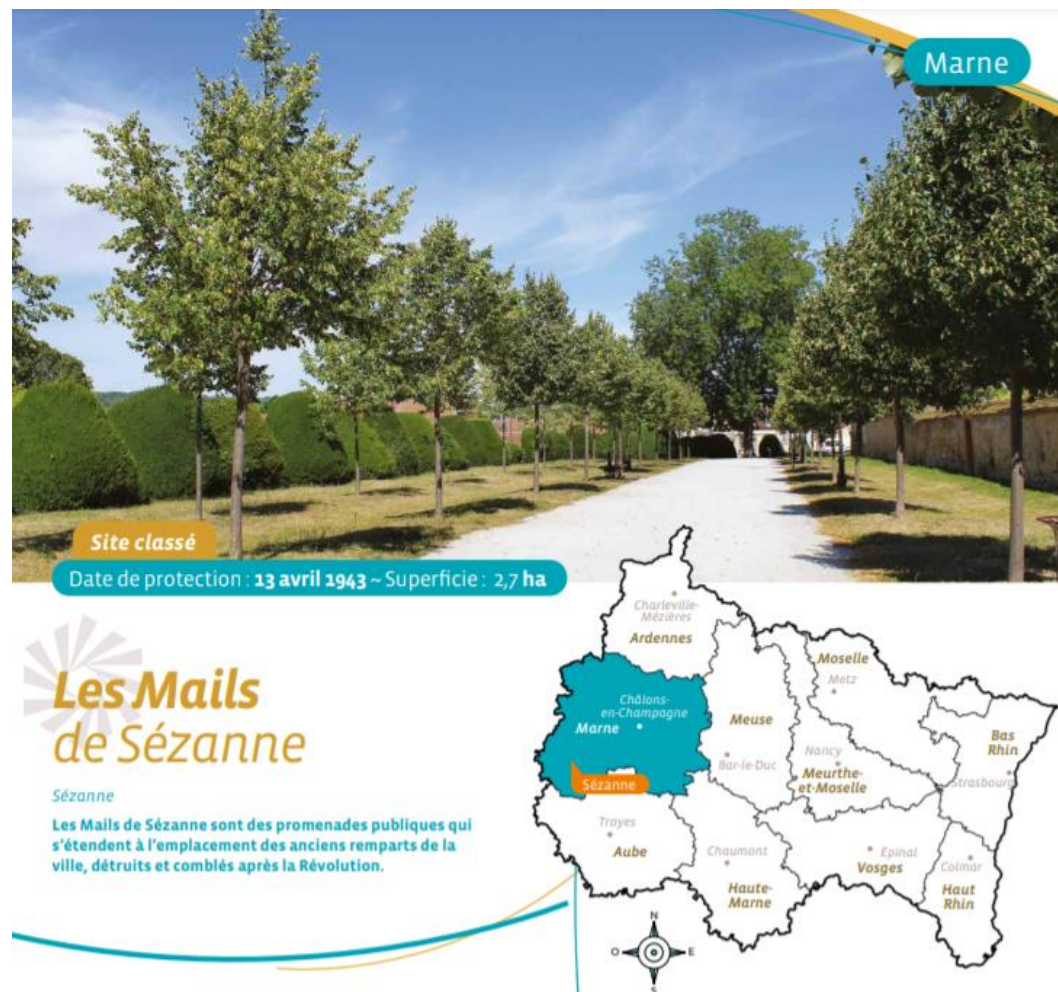 Marne
Site classé
Date de protection : 13 avril 1943 ~ Superficie : 2,7 ha
Les Mails
de Sézanne
Sézanne
Les Mails de Sézanne sont des promenades publiques qui
s'étendent à l'emplacement des anciens remparts de la
ville, détruits et comblés après la Révolution.
Charleville-
Mézières
Ardennes
Moselle
Metz
Châlons-
en-Champagne
Marne
Meuse
Bas
Rhin
Nancy
Bar-le-Duc
Meurthe-
et-Moselle
Strasbourg
Sézanne
Troyes
Aube
Chaumont
Epinal
Vosges
Colmar
Haute-
Marne
Haut
Rhin
N
O
E
S